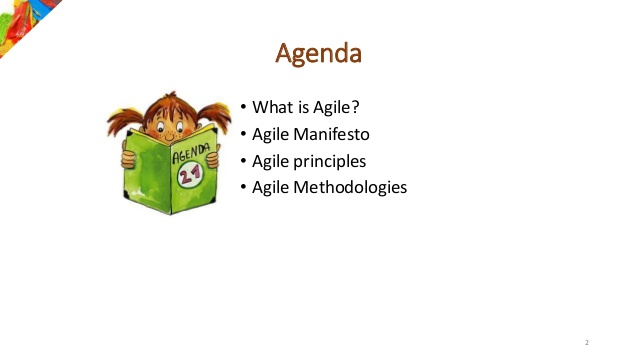 Agenda
AGENDA
21
• What is Agile?
• Agile Manifesto
• Agile principles
• Agile Methodologies
2